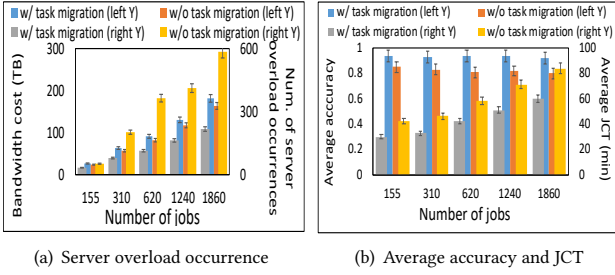 w/ task migration (left Y) w/o task migration (left Y)
w/ task migration (right Y) w/o task migration (right Y)
Bandwidth cost (TB)
300
200
100
0
600
300
0
Num. of server
overload occurrences
155 310 620 1240 1860
Number of jobs
(a) Server overload occurrence
w/ task migration (left Y) w/o task migration (left Y)
w/ task migration (right Y) w/o task migration (right Y)
Average acccuracy
1
0.8
0.6
0.4
0.2
0
100
80
60
40
20
0
Average JCT
(min)
155 310 620 1240 1860
Number of jobs
(b) Average accuracy and JCT